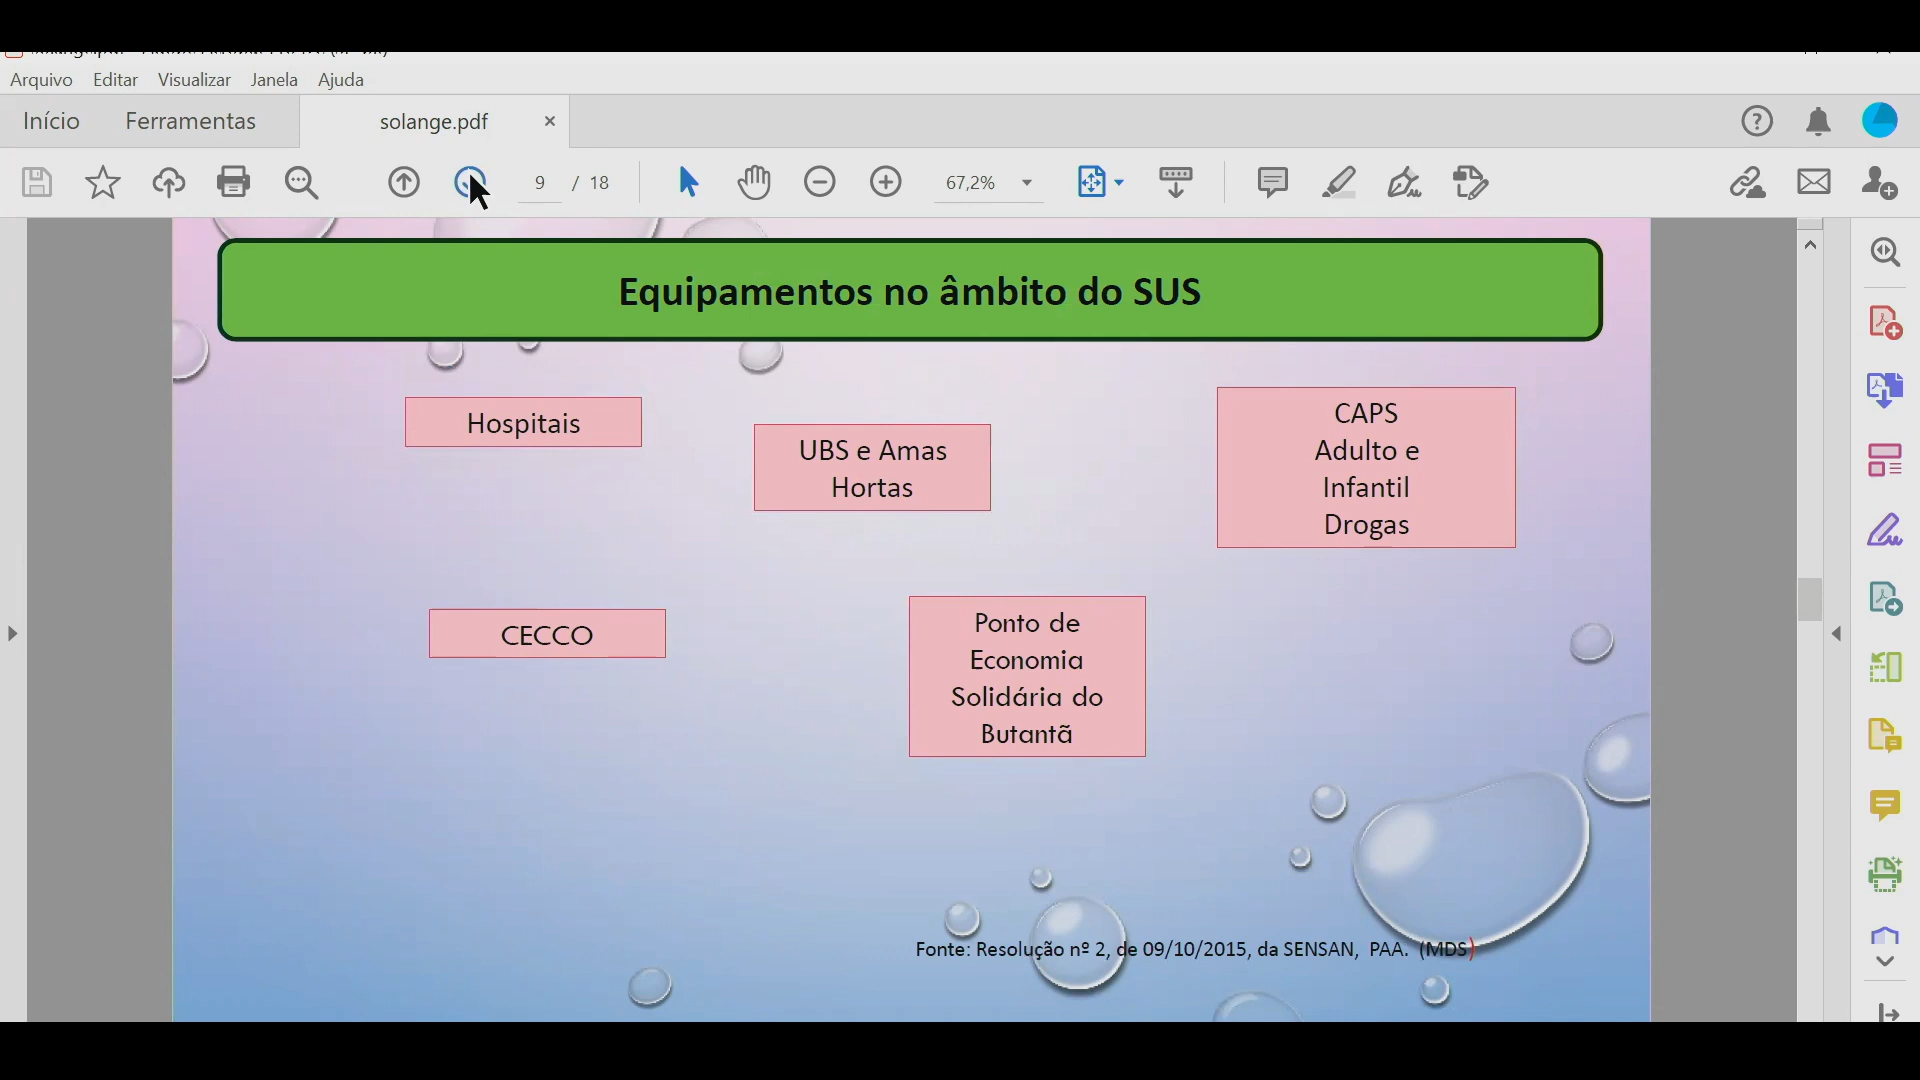 Arquivo Editar Visualizar Janela Ajuda
Início Ferramentas solange.pdf
9 / 18 67,2%
Equipamentos no âmbito do SUS
Hospitais
UBS e Amas
Hortas
CAPS
Adulto e
Infantil
Drogas
CECCO
Ponto de
Economia
Solidária do
Butantã
Fonte: Resolução nº 2, de 09/10/2015, da SENSAN, PAA. (MDS)